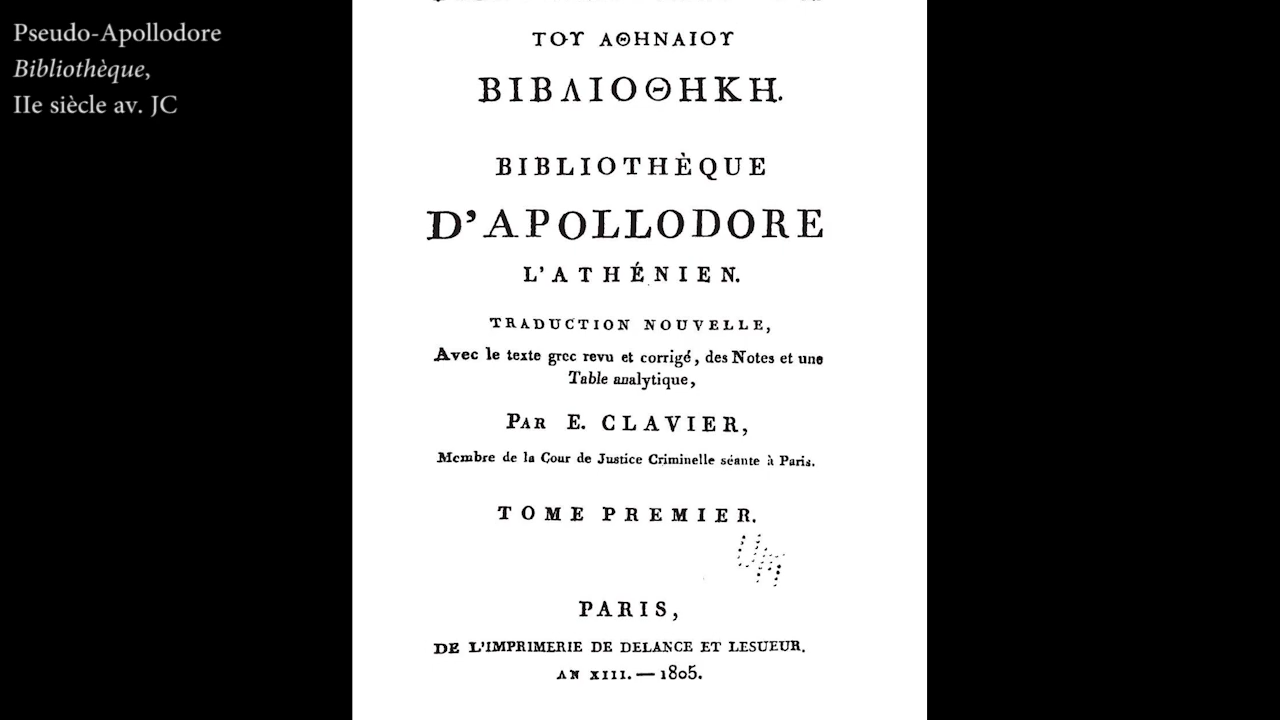 Pseudo-Apollodore
Bibliothèque,
IIe siècle av. JC
ΤΟΥ ΑΘΗΝΑΙΟΥ
ΒΙΒΛΙΟΘΗΚΗ.
BIBLIOTHÈQUE
D'APOLLODORE
L'ATHÉNIEN.
TRADUCTION NOUVELLE,
Avec le texte grec revu et corrigé, des Notes et une
Table analytique,
PAR E. CLAVIER,
Membre de la Cour de Justice Criminelle séante à Paris.
TOME PREMIER.
PARIS,
DE L'IMPRIMERIE DE DELANCE ET LESUEUR.
AN XIII. — 1805.